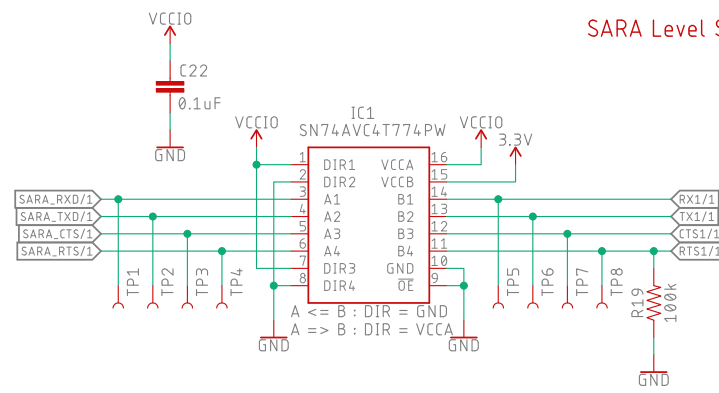 SARA Level S
VCCIO
C22
0.1uF
GND
IC1
SN74AVC4T774PW
VCCIO
VCCIO
3.3V
1 DIR1 VCCA 16
2 DIR2 VCCB 15
SARA_RXD/1 3 A1 B1 14 RX1/1
SARA_TXD/1 4 A2 B2 13 TX1/1
SARA_CTS/1 5 A3 B3 12 CTS1/1
SARA_RTS/1 6 A4 B4 11 RTS1/1
7 DIR3 GND 10
8 DIR4 OE 9
TP1
TP2
TP3
TP4
TP5
TP6
TP7
TP8
R19
100k
A <= B : DIR = GND
A => B : DIR = VCCA
GND
GND
GND